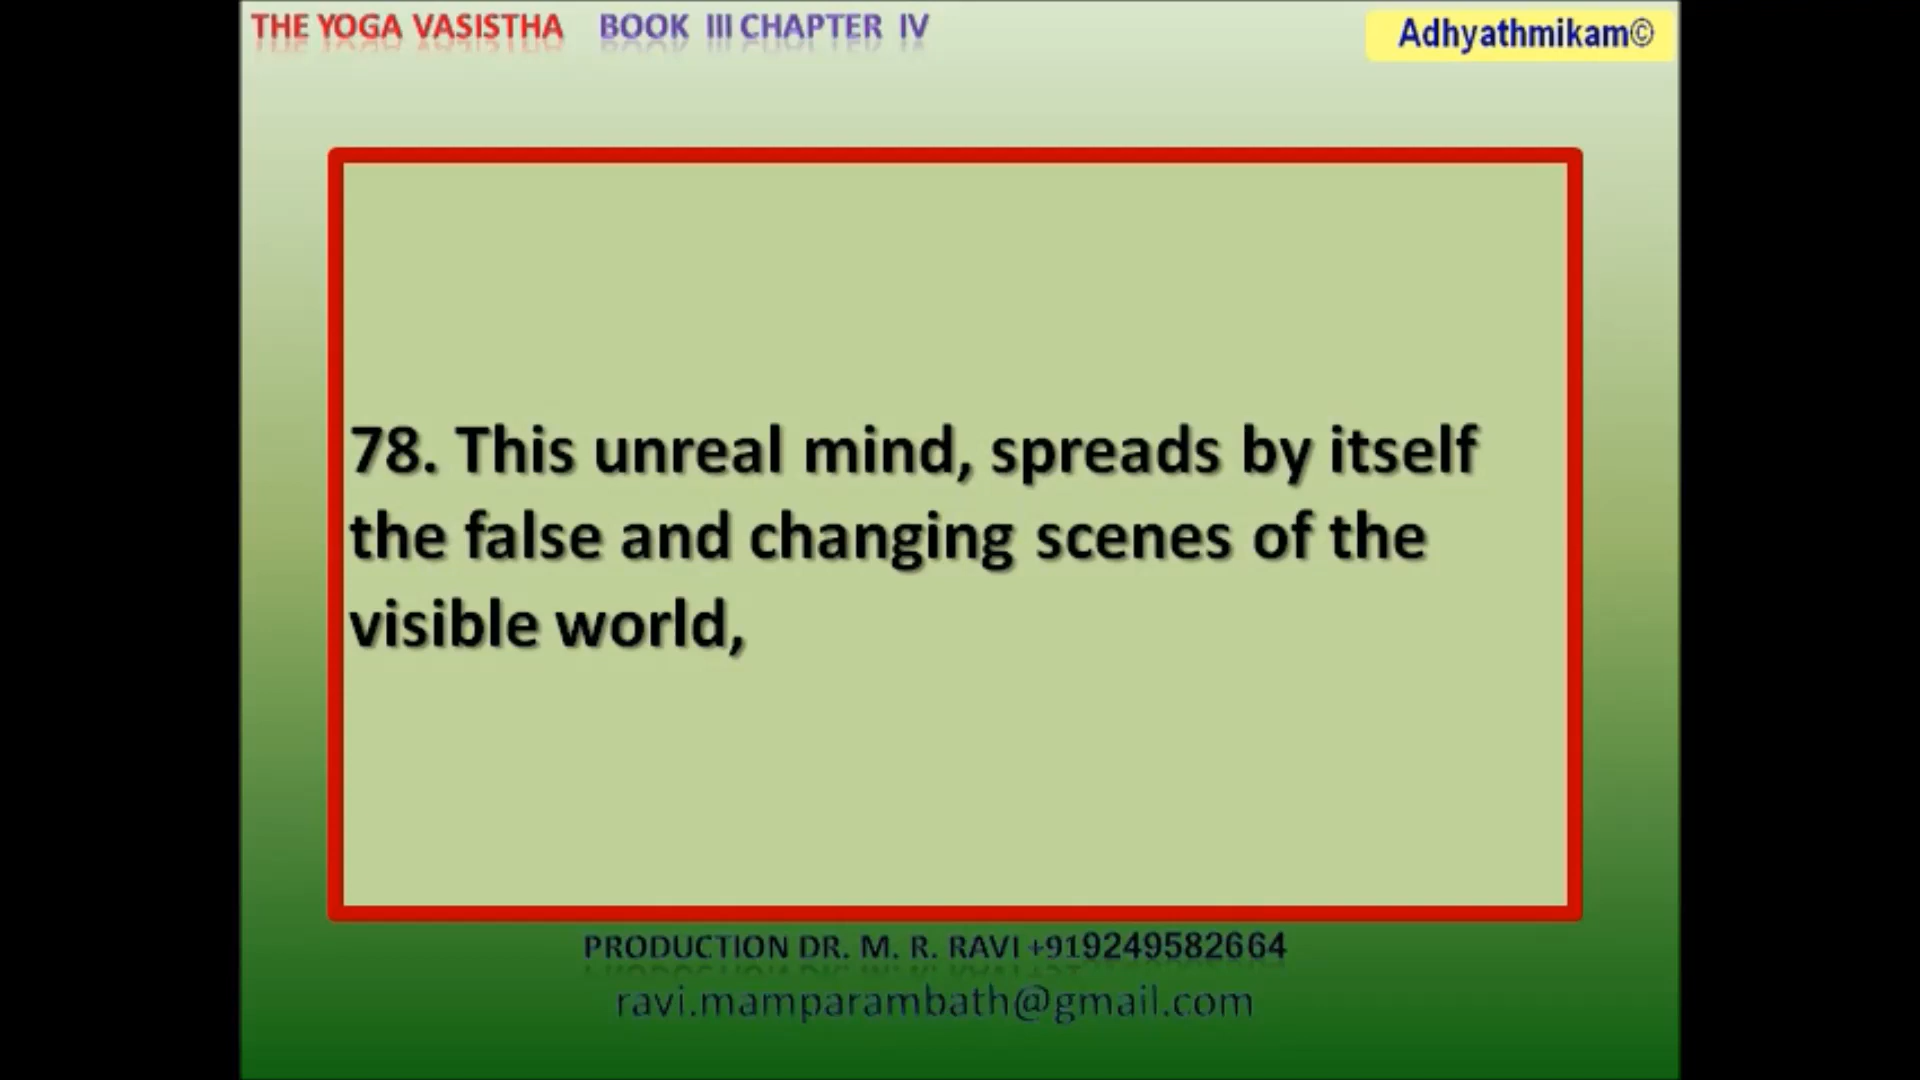 THE YOGA VASISTHA BOOK III CHAPTER IV
Adhyathmikam©
78. This unreal mind, spreads by itself
the false and changing scenes of the
visible world,
PRODUCTION DR. M. R. RAVI +919249582664
ravi.mamparambath@gmail.com